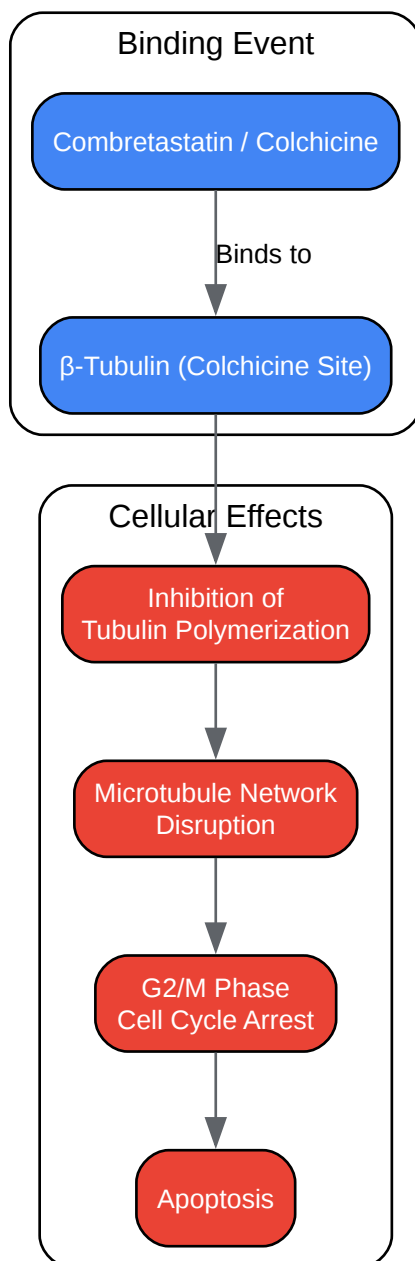 Binding Event
Combretastatin / Colchicine
Binds to
β-Tubulin (Colchicine Site)
Cellular Effects
Inhibition of
Tubulin Polymerization
Microtubule Network
Disruption
G2/M Phase
Cell Cycle Arrest
Apoptosis